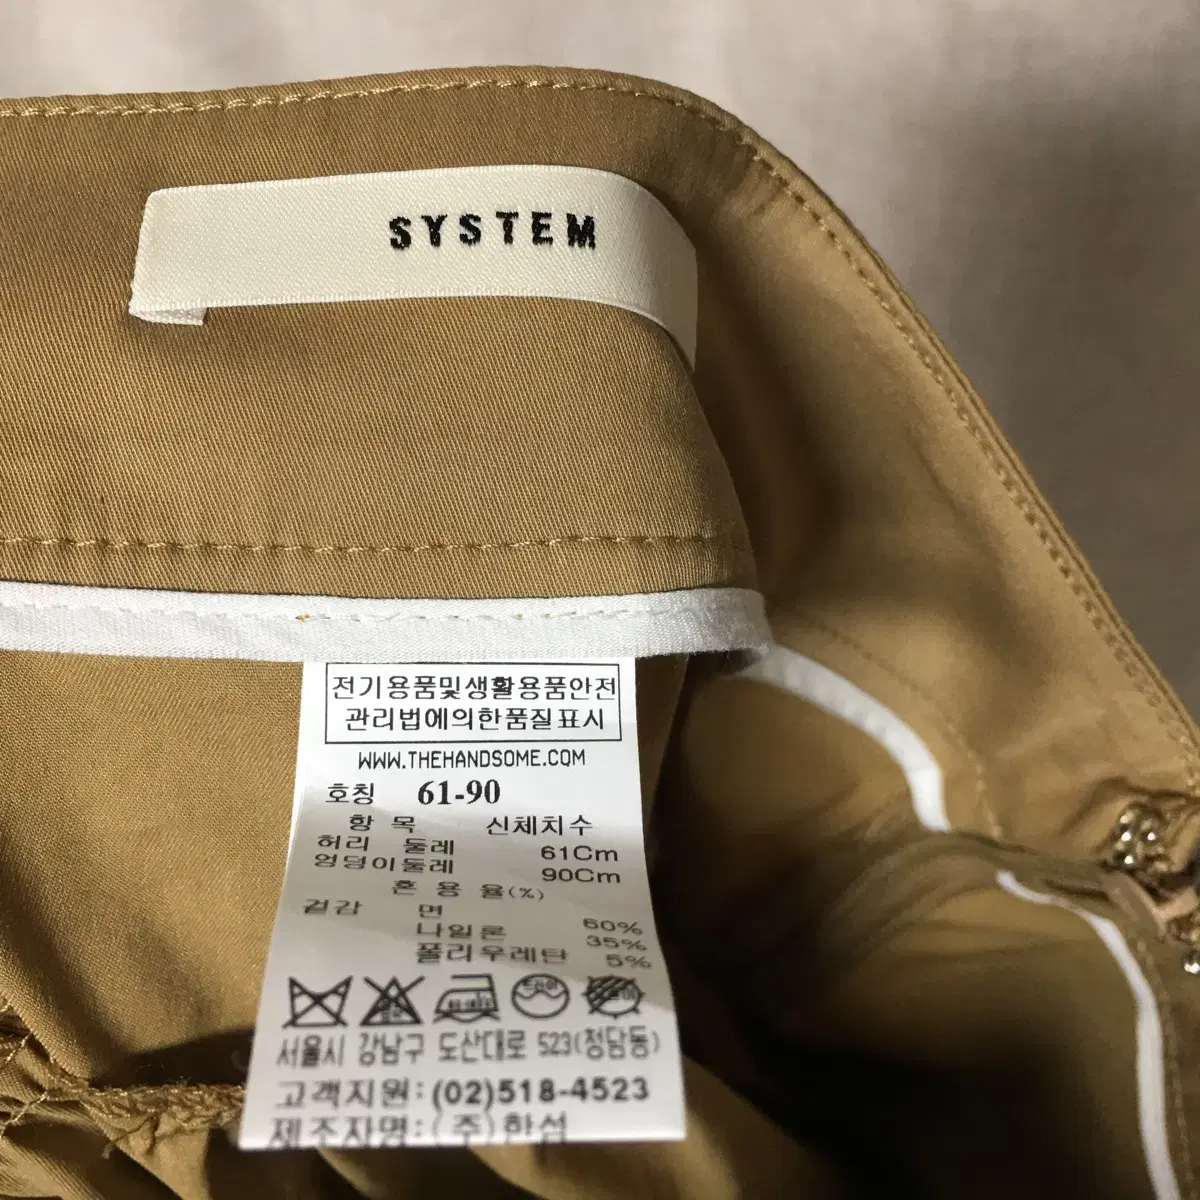 SYSTEM
전기용품및생활용품안전
관리법에의한품질표시
WWW.THEHANDSOME.COM
호칭 61-90
항 목 신체치수
허리 둘레 61Cm
엉덩이둘레 90Cm
혼 용 율(%)
겉감 면 60%
나일론 35%
폴리우레탄 5%
서울시 강남구 도산대로 523(청담동)
고객지원:(02)518-4523
제조자명:(주)한섬